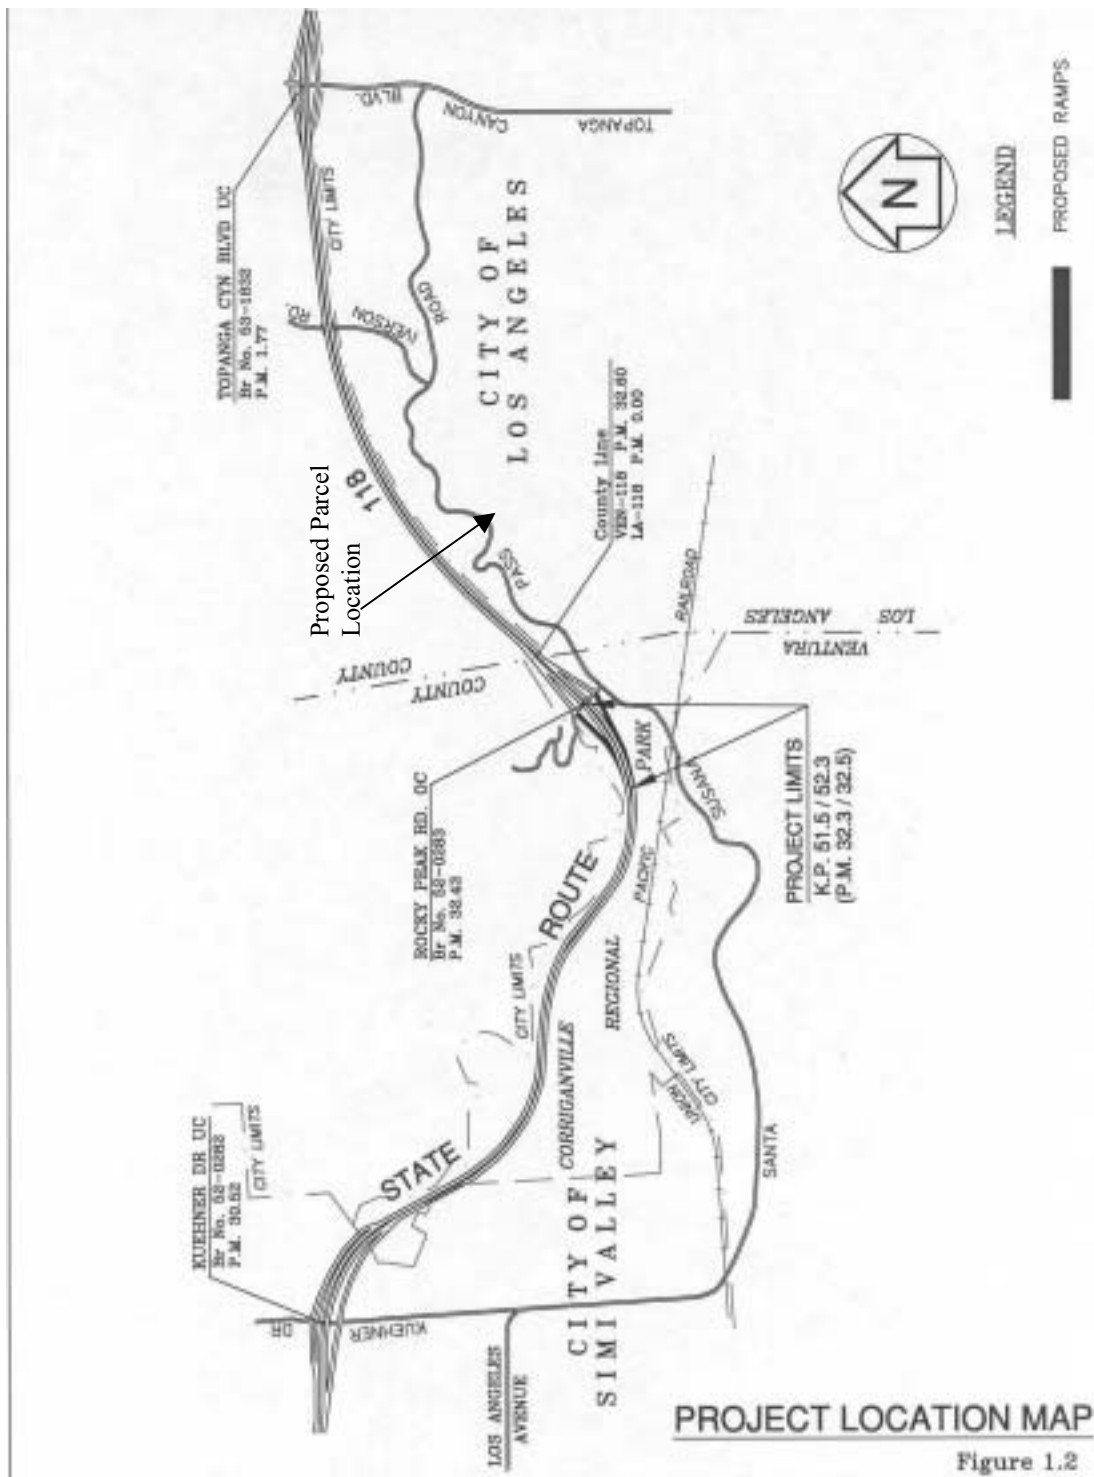 TOPANGA CYN BLVD UC
Br No. 53-1832
P.M. 1.77
CITY LIMITS
BLVD.
CANYON
TOPANGA
RD.
IVERSON
ROAD
CITY OF
LOS ANGELES
N
LEGEND
PROPOSED RAMPS
118
Proposed Parcel
Location
PASS
County Line
VEN-118 P.M. 32.60
LA-118 P.M. 0.00
RAILROAD
COUNTY
COUNTY
LOS
ANGELES
VENTURA
ROCKY PEAK RD. OC
Br No. 52-0283
P.M. 32.43
PARK
SUSANA
PROJECT LIMITS
K.P. 51.5 / 52.3
(P.M. 32.3 / 32.5)
ROUTE
PACIFIC
CITY LIMITS
REGIONAL
CORRIGANVILLE
CITY LIMITS
UNION
SANTA
KUEHNER DR UC
Br No. 52-0282
P.M. 30.52
CITY LIMITS
STATE
CITY OF
SIMI VALLEY
DR
KUEHNER
LOS ANGELES
AVENUE
PROJECT LOCATION MAP
Figure 1.2